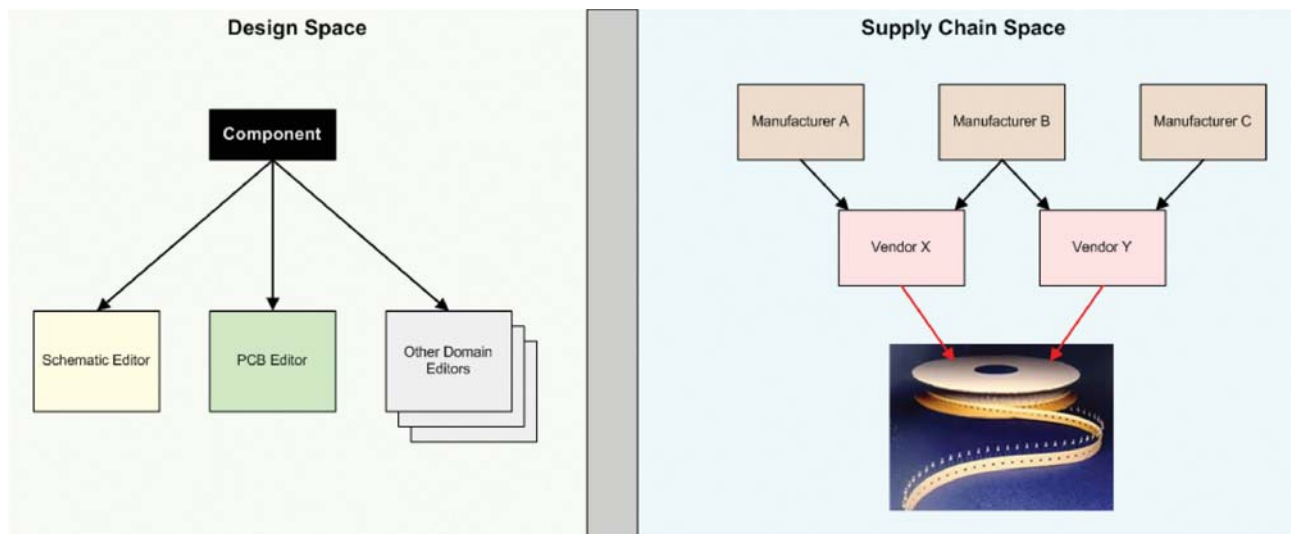 Design Space
Component
Schematic Editor
PCB Editor
Other Domain
Editors
Supply Chain Space
Manufacturer A
Manufacturer B
Manufacturer C
Vendor X
Vendor Y